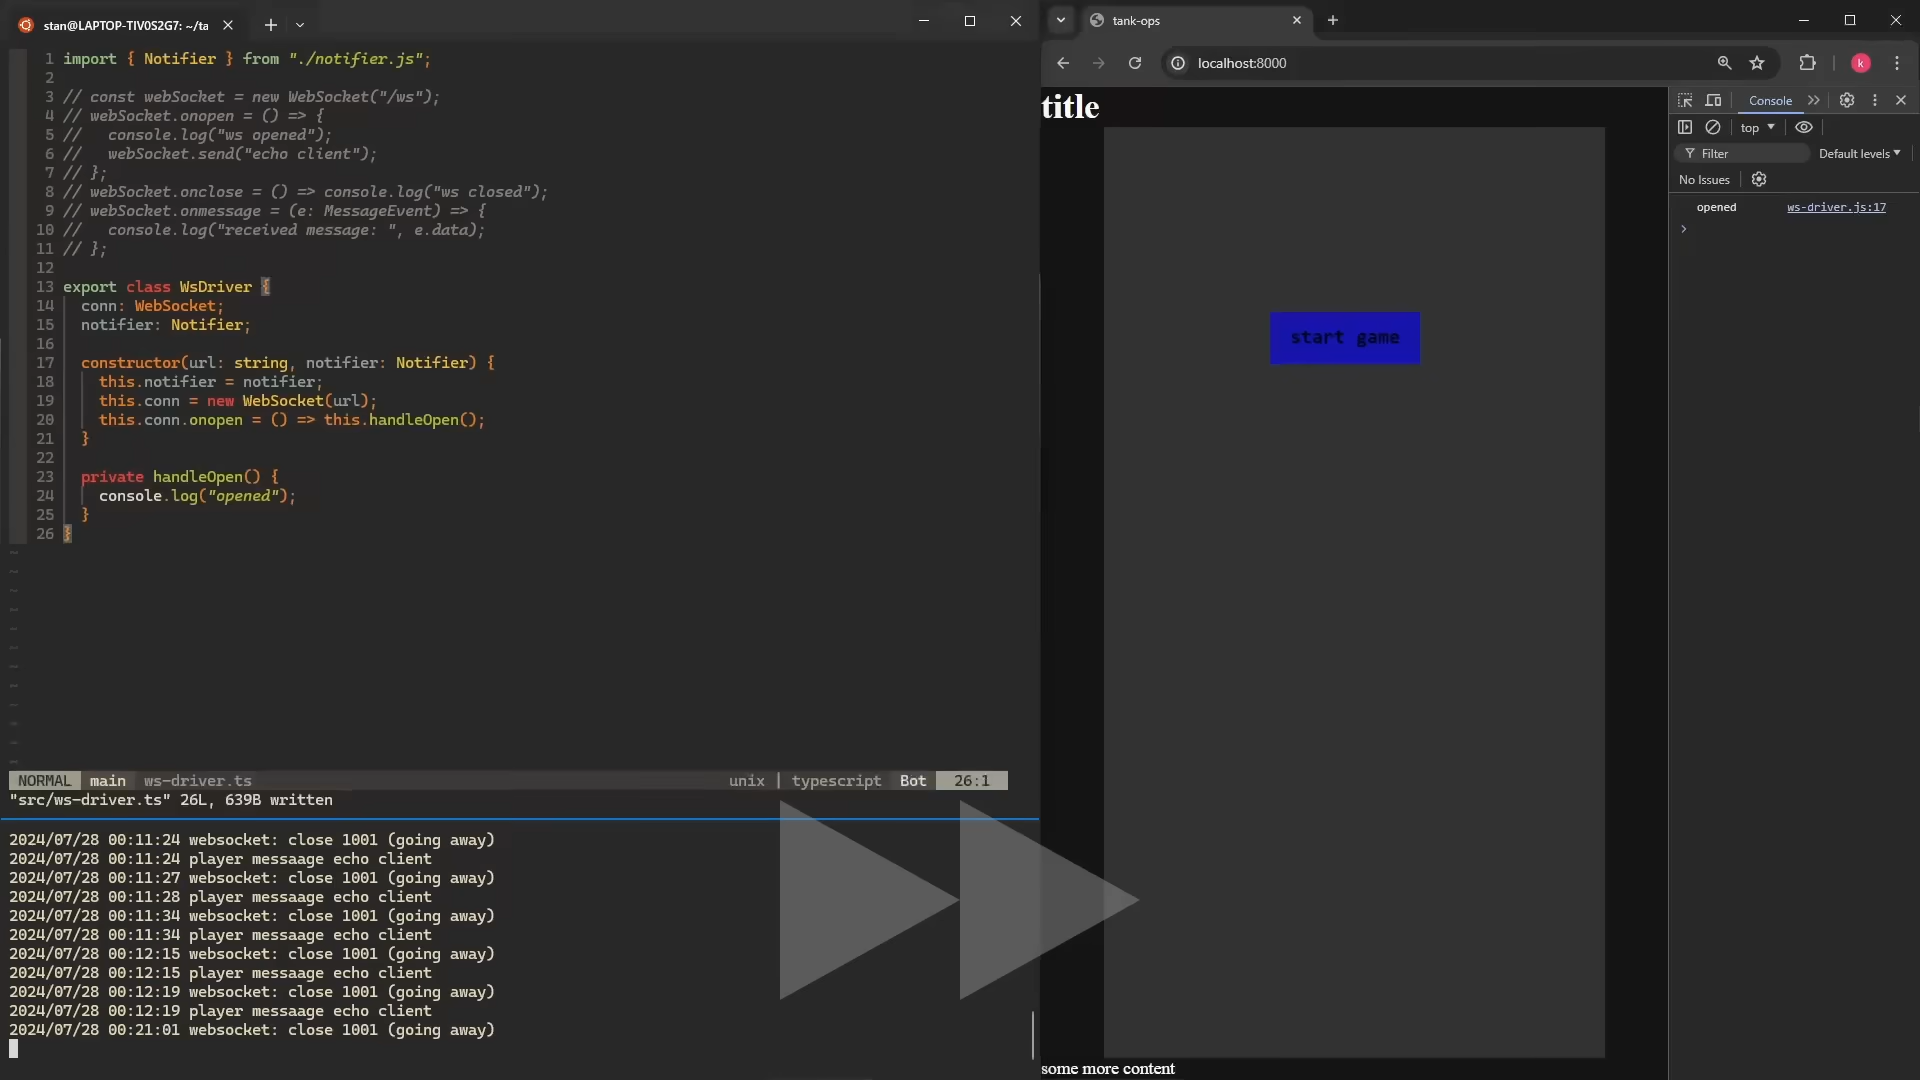 stan@LAPTOP-TIV0S2G7: ~/ta
1 import { Notifier } from "./notifier.js";
2
3 // const webSocket = new WebSocket("/ws");
4 // webSocket.onopen = () => {
5 //   console.log("ws opened");
6 //   webSocket.send("echo client");
7 // };
8 // webSocket.onclose = () => console.log("ws closed");
9 // webSocket.onmessage = (e: MessageEvent) => {
10 //   console.log("received message: ", e.data);
11 // };
12
13 export class WsDriver {
14   conn: WebSocket;
15   notifier: Notifier;
16
17   constructor(url: string, notifier: Notifier) {
18     this.notifier = notifier;
19     this.conn = new WebSocket(url);
20     this.conn.onopen = () => this.handleOpen();
21   }
22
23   private handleOpen() {
24     console.log("opened");
25   }
26 }
~
~
~
~
~
~
~
~
~
~
~
~
NORMAL main ws-driver.ts unix | typescript Bot 26:1
"src/ws-driver.ts" 26L, 639B written
2024/07/28 00:11:24 websocket: close 1001 (going away)
2024/07/28 00:11:24 player messaage echo client
2024/07/28 00:11:27 websocket: close 1001 (going away)
2024/07/28 00:11:28 player messaage echo client
2024/07/28 00:11:34 websocket: close 1001 (going away)
2024/07/28 00:11:34 player messaage echo client
2024/07/28 00:12:15 websocket: close 1001 (going away)
2024/07/28 00:12:15 player messaage echo client
2024/07/28 00:12:19 websocket: close 1001 (going away)
2024/07/28 00:12:19 player messaage echo client
2024/07/28 00:21:01 websocket: close 1001 (going away)
tank-ops
localhost:8000
k
title
start game
some more content
Console
top
Filter
Default levels
No Issues
opened ws-driver.js:17